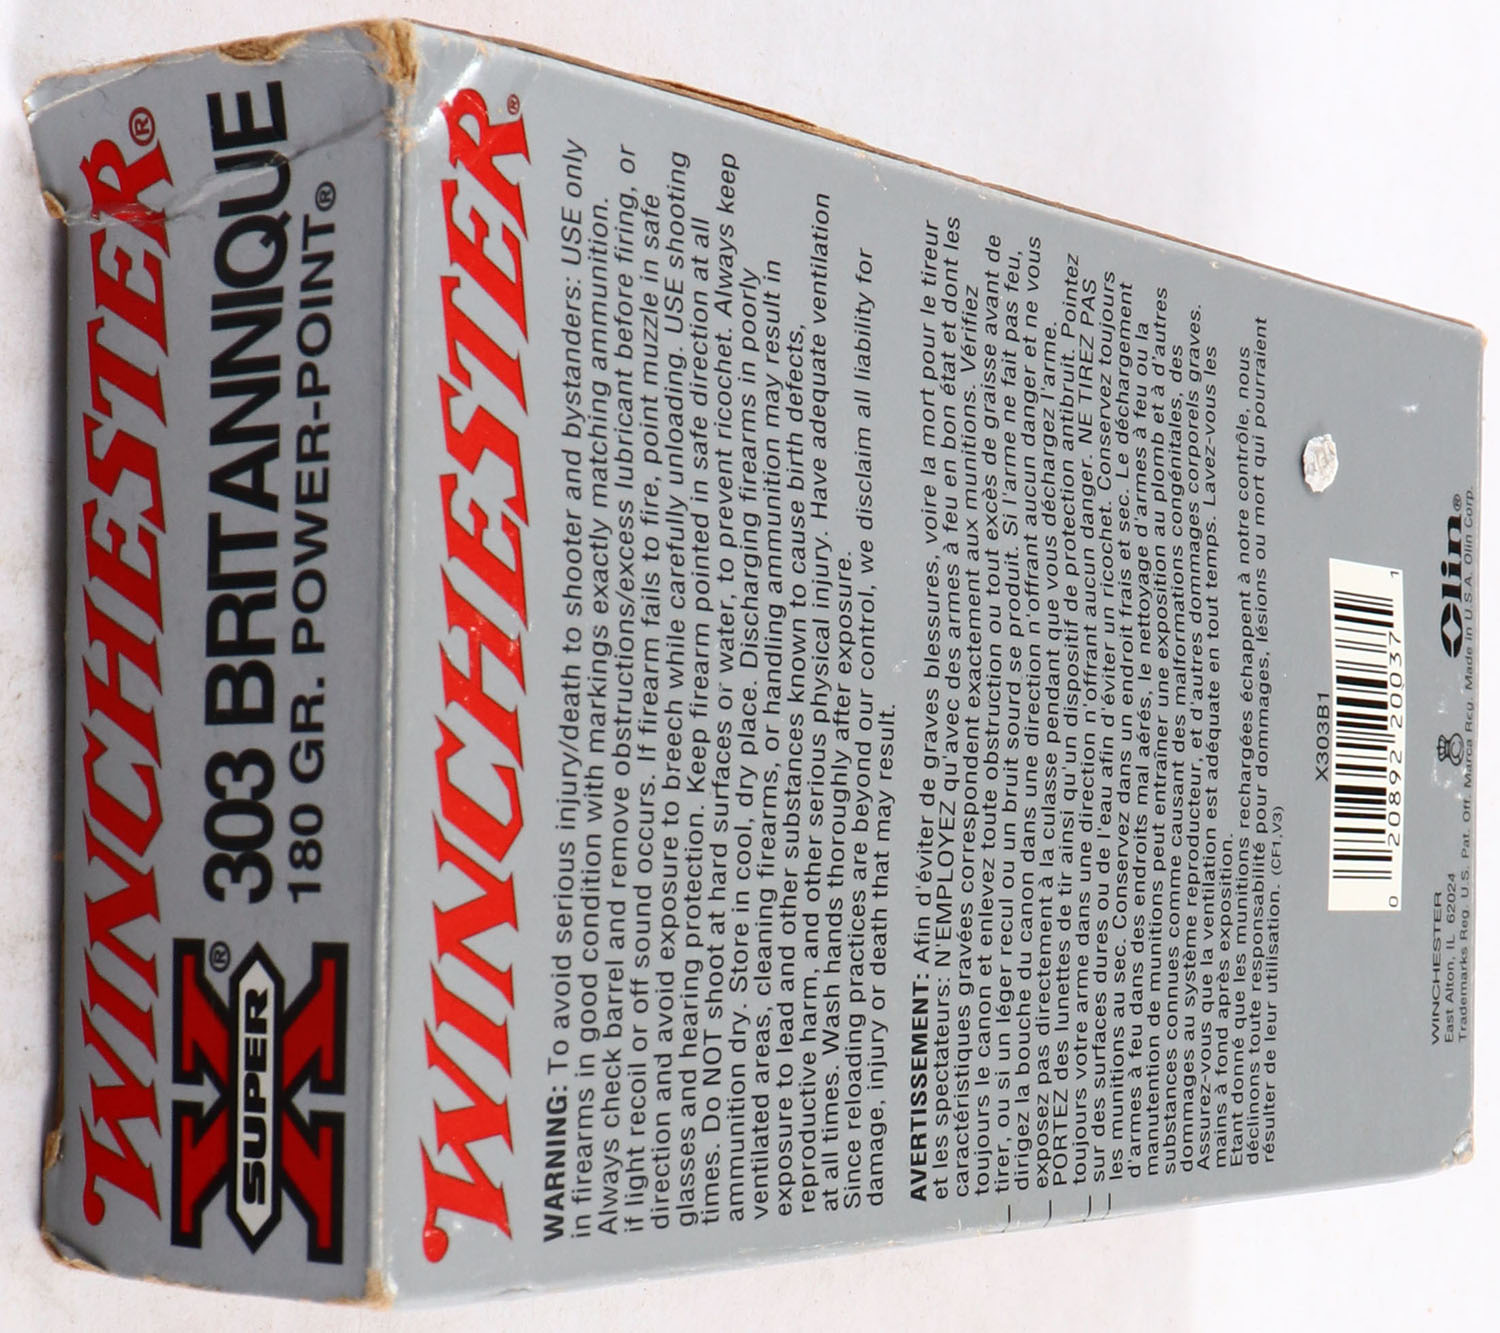 WINCHESTER®
SUPER X®
303 BRITANNIQUE
180 GR. POWER-POINT®
WINCHESTER®
WARNING: To avoid serious injury/death to shooter and bystanders: USE only
in firearms in good condition with markings exactly matching ammunition.
Always check barrel and remove obstructions/excess lubricant before firing, or
if light recoil or off sound occurs. If firearm fails to fire, point muzzle in safe
direction and avoid exposure to breech while carefully unloading. USE shooting
glasses and hearing protection. Keep firearm pointed in safe direction at all
times. Do NOT shoot at hard surfaces or water, to prevent ricochet. Always keep
ammunition dry. Store in cool, dry place. Discharging firearms in poorly
ventilated areas, cleaning firearms, or handling ammunition may result in
exposure to lead and other substances known to cause birth defects,
reproductive harm, and other serious physical injury. Have adequate ventilation
at all times. Wash hands thoroughly after exposure.
Since reloading practices are beyond our control, we disclaim all liability for
damage, injury or death that may result.
AVERTISSEMENT: Afin d'éviter de graves blessures, voire la mort pour le tireur
et les spectateurs: N'EMPLOYEZ qu'avec des armes à feu en bon état et dont les
caractéristiques gravées correspondent exactement aux munitions. Vérifiez
toujours le canon et enlevez toute obstruction ou tout excès de graisse avant de
tirer, ou si un léger recul ou un bruit sourd se produit. Si l'arme ne fait pas feu,
dirigez la bouche du canon dans une direction n'offrant aucun danger et ne vous
exposez pas directement à la culasse pendant que vous déchargez l'arme.
PORTEZ des lunettes de tir ainsi qu'un dispositif de protection antibruit. Pointez
toujours votre arme dans une direction n'offrant aucun danger. NE TIREZ PAS
sur des surfaces dures ou de l'eau afin d'éviter un ricochet. Conservez toujours
les munitions au sec. Conservez dans un endroit frais et sec. Le déchargement
d'armes à feu dans des endroits mal aérés, le nettoyage d'armes à feu ou la
manutention de munitions peut entraîner une exposition au plomb et à d'autres
substances connues comme causant des malformations congénitales, des
dommages au système reproducteur, et d'autres dommages corporels graves.
Assurez-vous que la ventilation est adéquate en tout temps. Lavez-vous les
mains à fond après exposition.
Etant donné que les munitions rechargées échappent à notre contrôle, nous
déclinons toute responsabilité pour dommages, lésions ou mort qui pourraient
résulter de leur utilisation. (CF1,V3)
X303B1
0 20892 20037 1
WINCHESTER
East Alton, IL 62024
Olin®
Trademarks Reg. U.S. Pat. Off. Marca Reg. Made in U.S.A. Olin Corp.